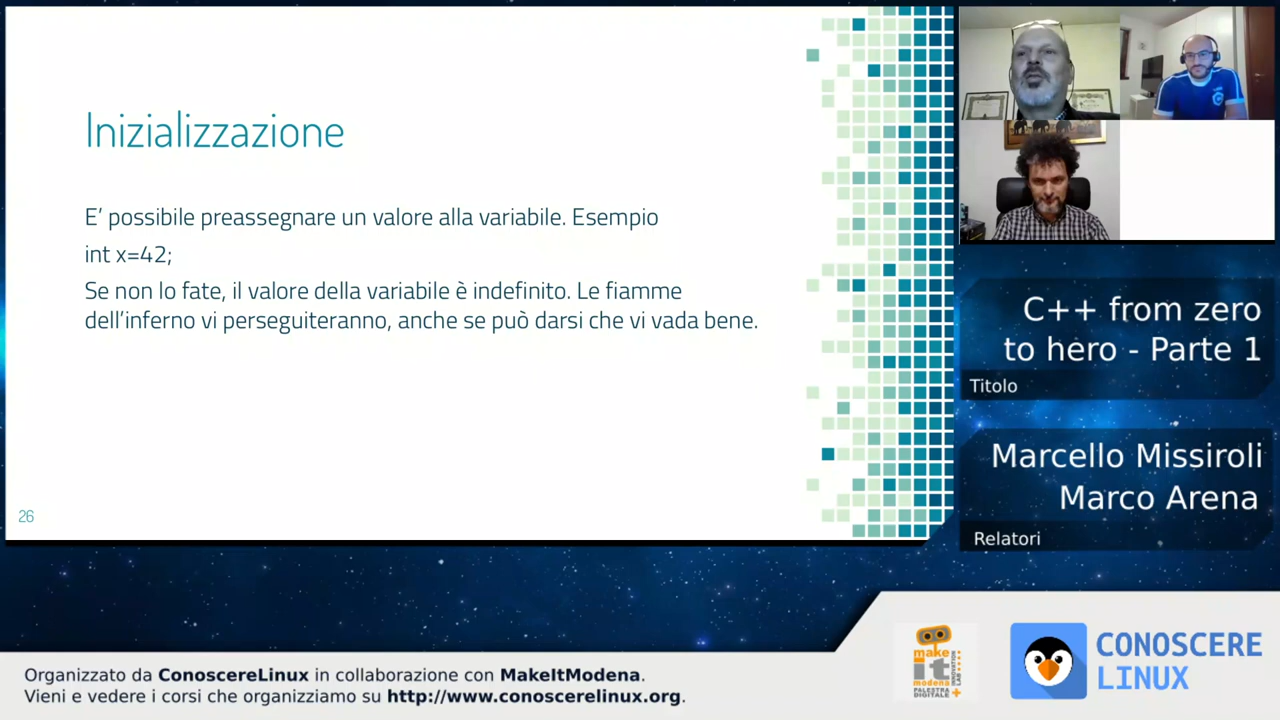 Inizializzazione
E’ possibile preassegnare un valore alla variabile. Esempio
int x=42;
Se non lo fate, il valore della variabile è indefinito. Le fiamme
dell’inferno vi perseguiteranno, anche se può darsi che vi vada bene.
26
C++ from zero
to hero - Parte 1
Titolo
Marcello Missiroli
Marco Arena
Relatori
make
it
modena
PALESTRA
DIGITALE
INNOVATION
LAB
CONOSCERE
LINUX
Organizzato da ConoscereLinux in collaborazione con MakeItModena.
Vieni e vedere i corsi che organizziamo su http://www.conoscerelinux.org.